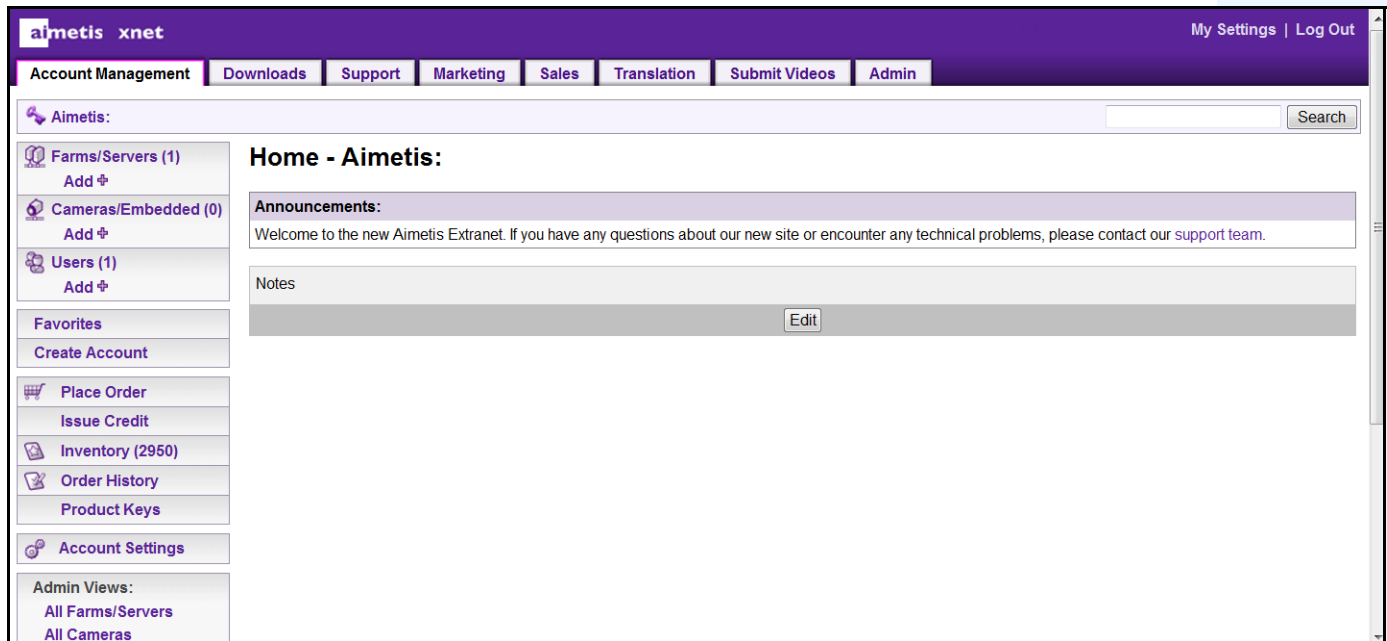 aimetis xnet
My Settings | Log Out
Account Management Downloads Support Marketing Sales Translation Submit Videos Admin
Aimetis:
Search
Farms/Servers (1)
Add
Cameras/Embedded (0)
Add
Users (1)
Add
Favorites
Create Account
Place Order
Issue Credit
Inventory (2950)
Order History
Product Keys
Account Settings
Admin Views:
All Farms/Servers
All Cameras
Home - Aimetis:
Announcements:
Welcome to the new Aimetis Extranet. If you have any questions about our new site or encounter any technical problems, please contact our support team.
Notes
Edit